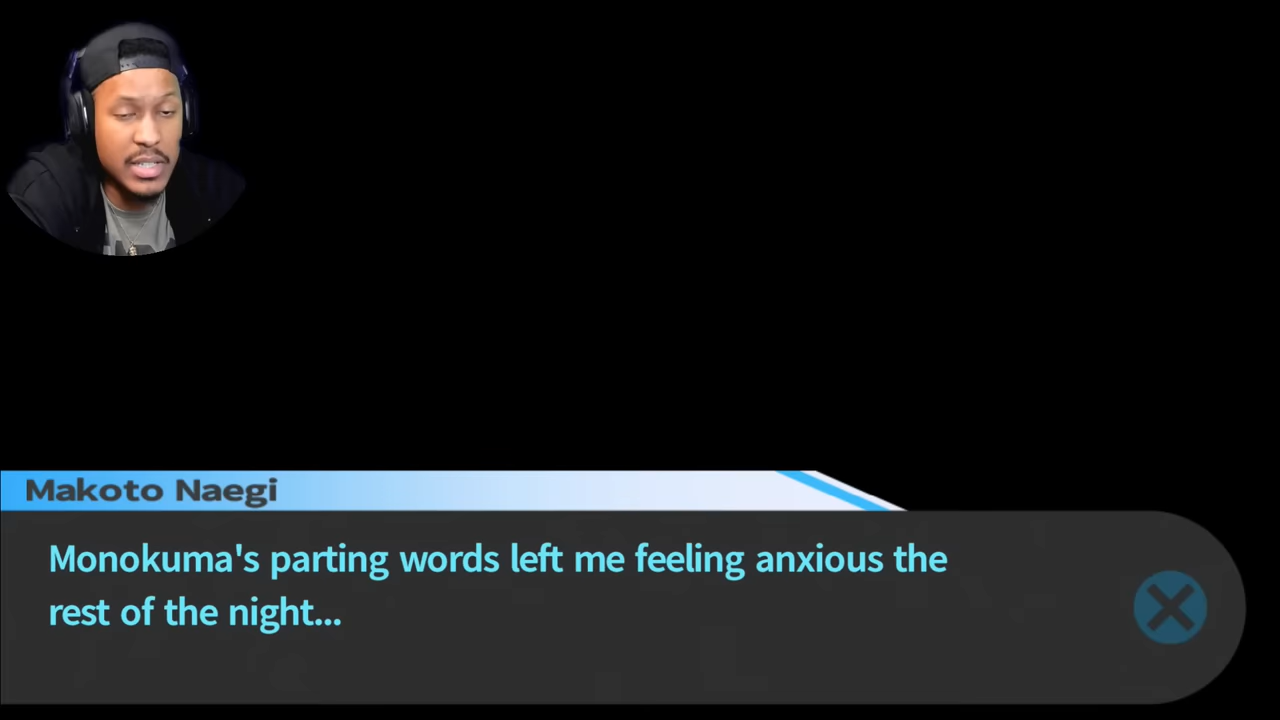 Makoto Naegi
Monokuma's parting words left me feeling anxious the
rest of the night...